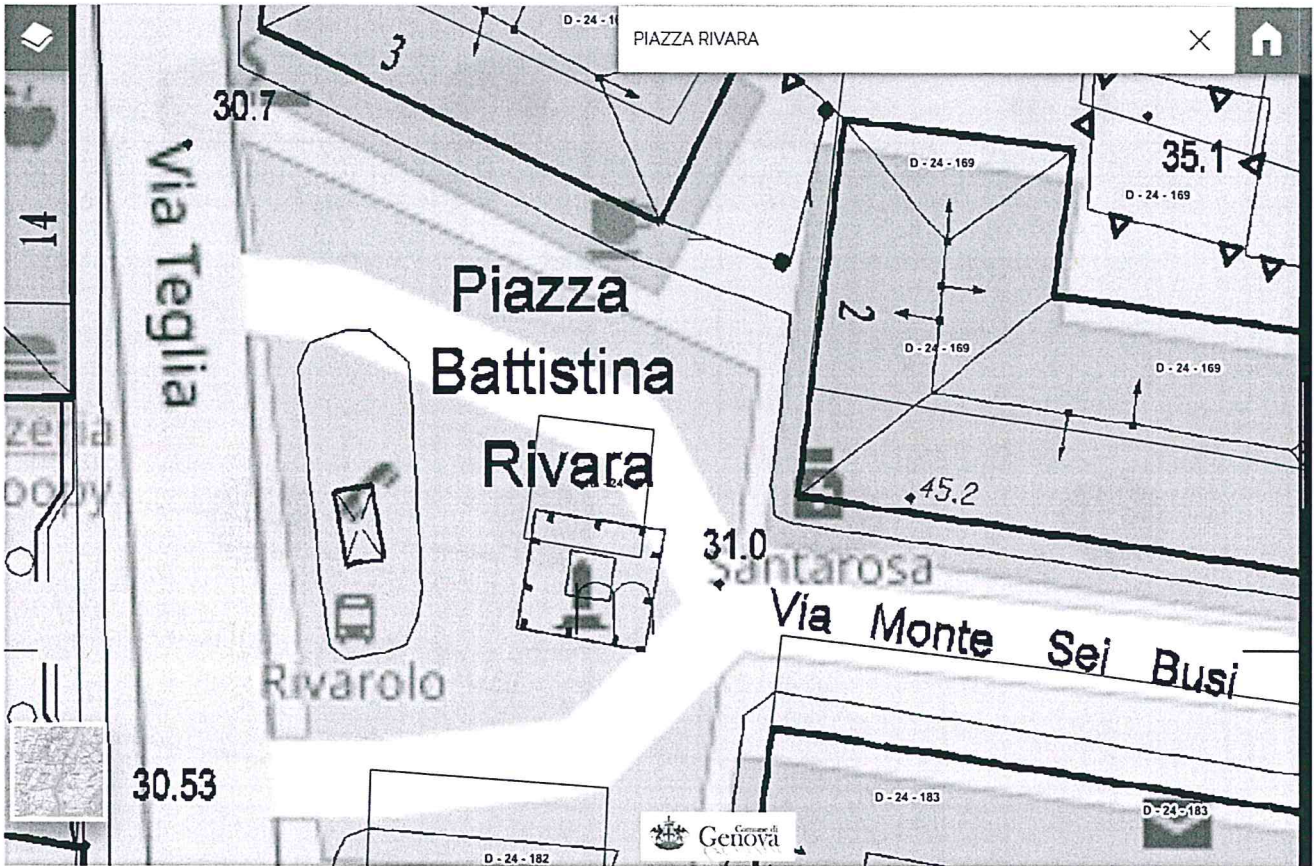 PIAZZA RIVARA
3
30.7
Via Teglia
14
Piazza
Battistina
Rivara
D - 24 - 169
35.1
D - 24 - 169
2
D - 24 - 169
D - 24 - 169
45.2
31.0
Santarosa
Via Monte Sei Busi
Rivarolo
30.53
D - 24 - 182
D - 24 - 183
D - 24 - 183
Comune di
Genova